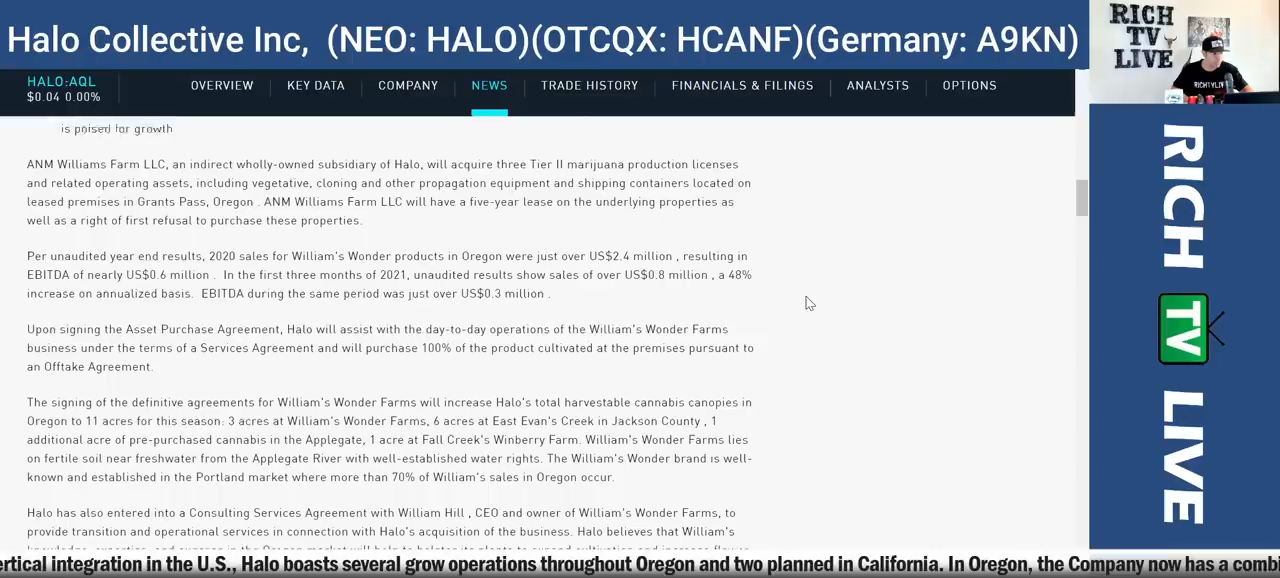 Halo Collective Inc, (NEO: HALO)(OTCQX: HCANF)(Germany: A9KN)
RICH
TV
LIVE
HALO:AQL
$0.04 0.00%
OVERVIEW
KEY DATA
COMPANY
NEWS
TRADE HISTORY
FINANCIALS & FILINGS
ANALYSTS
OPTIONS
is poised for growth
ANM Williams Farm LLC, an indirect wholly-owned subsidiary of Halo, will acquire three Tier II marijuana production licenses
and related operating assets, including vegetative, cloning and other propagation equipment and shipping containers located on
leased premises in Grants Pass, Oregon . ANM Williams Farm LLC will have a five-year lease on the underlying properties as
well as a right of first refusal to purchase these properties.
Per unaudited year end results, 2020 sales for William's Wonder products in Oregon were just over US$2.4 million , resulting in
EBITDA of nearly US$0.6 million . In the first three months of 2021, unaudited results show sales of over US$0.8 million , a 48%
increase on annualized basis. EBITDA during the same period was just over US$0.3 million .
Upon signing the Asset Purchase Agreement, Halo will assist with the day-to-day operations of the William's Wonder Farms
business under the terms of a Services Agreement and will purchase 100% of the product cultivated at the premises pursuant to
an Offtake Agreement.
The signing of the definitive agreements for William's Wonder Farms will increase Halo's total harvestable cannabis canopies in
Oregon to 11 acres for this season: 3 acres at William's Wonder Farms, 6 acres at East Evan's Creek in Jackson County , 1
additional acre of pre-purchased cannabis in the Applegate, 1 acre at Fall Creek's Winberry Farm. William's Wonder Farms lies
on fertile soil near freshwater from the Applegate River with well-established water rights. The William's Wonder brand is well-
known and established in the Portland market where more than 70% of William's sales in Oregon occur.
Halo has also entered into a Consulting Services Agreement with William Hill , CEO and owner of William's Wonder Farms, to
provide transition and operational services in connection with Halo's acquisition of the business. Halo believes that William's
RICH
TV
LIVE
ertical integration in the U.S., Halo boasts several grow operations throughout Oregon and two planned in California. In Oregon, the Company now has a combi